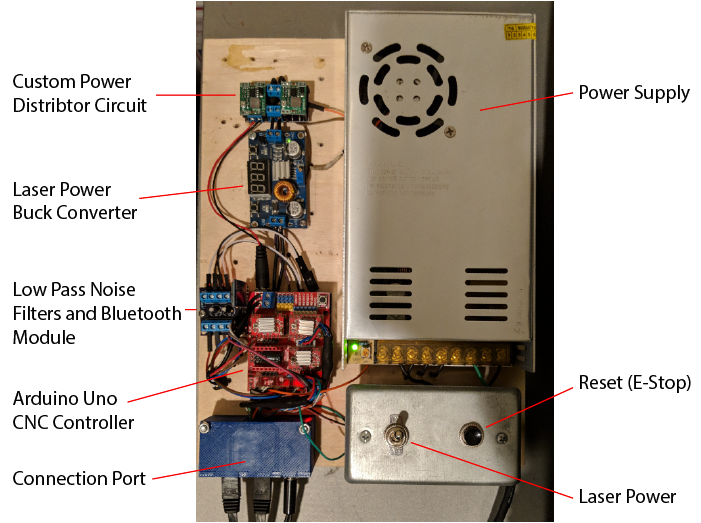 Custom Power
Distribtor Circuit
Power Supply
Laser Power
Buck Converter
Low Pass Noise
Filters and Bluetooth
Module
Arduino Uno
CNC Controller
Reset (E-Stop)
Connection Port
Laser Power